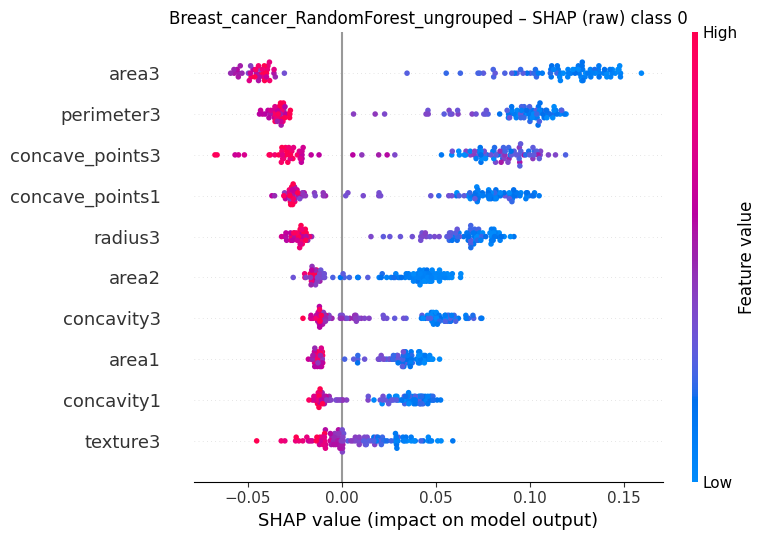 Breast_cancer_RandomForest_ungrouped – SHAP (raw) class 0
High
area3
perimeter3
concave_points3
concave_points1
radius3
area2
concavity3
area1
concavity1
texture3
Feature value
Low
−0.05 0.00 0.05 0.10 0.15
SHAP value (impact on model output)